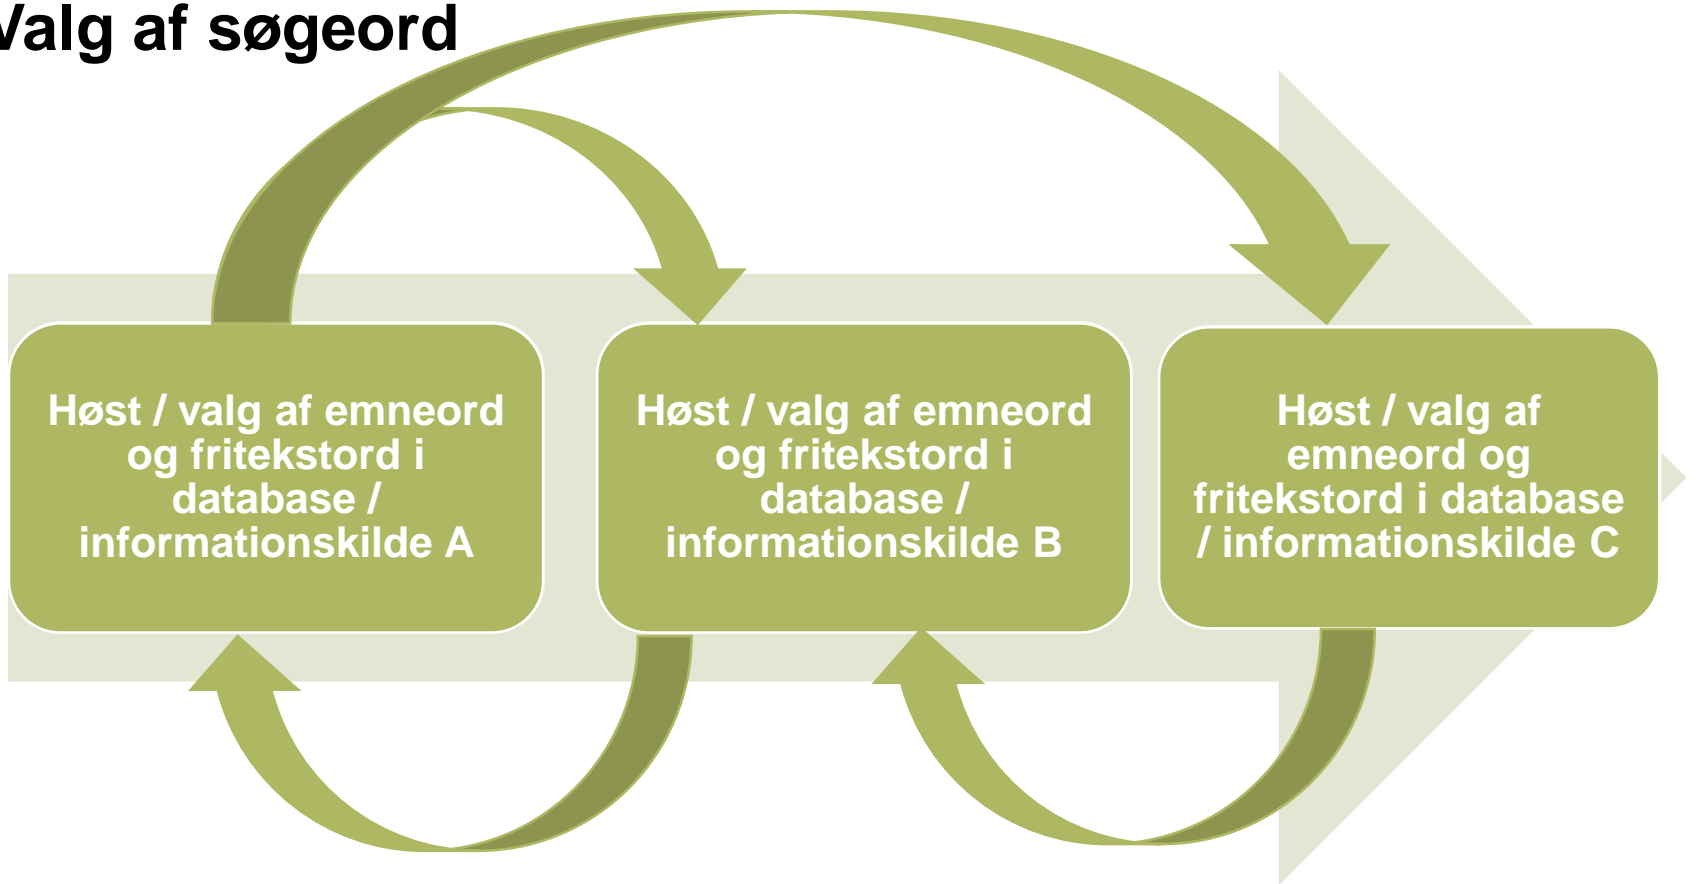 Valg af søgeord
Høst / valg af emneord
og fritekstord i
database /
informationskilde A
Høst / valg af emneord
og fritekstord i
database /
informationskilde B
Høst / valg af
emneord og
fritekstord i database
/ informationskilde C